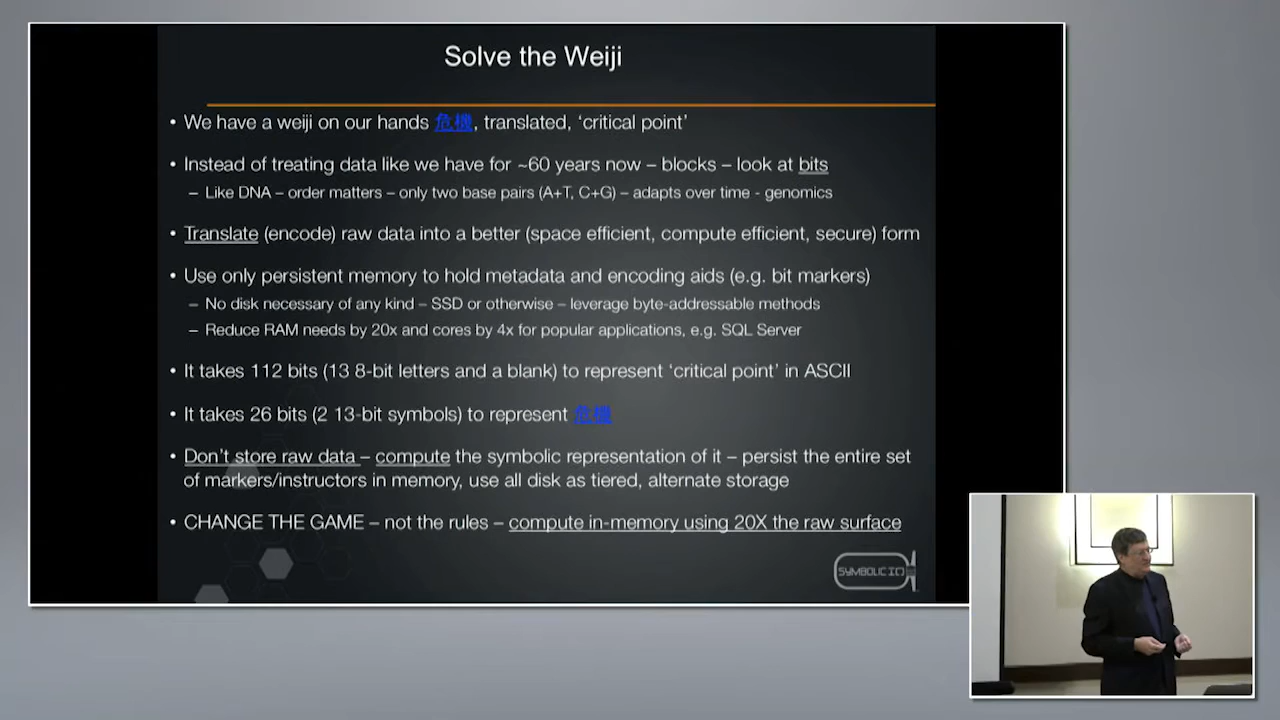 Solve the Weiji
• We have a weiji on our hands 危機, translated, ‘critical point’
• Instead of treating data like we have for ~60 years now – blocks – look at bits
– Like DNA – order matters – only two base pairs (A+T, C+G) – adapts over time - genomics
• Translate (encode) raw data into a better (space efficient, compute efficient, secure) form
• Use only persistent memory to hold metadata and encoding aids (e.g. bit markers)
– No disk necessary of any kind – SSD or otherwise – leverage byte-addressable methods
– Reduce RAM needs by 20x and cores by 4x for popular applications, e.g. SQL Server
• It takes 112 bits (13 8-bit letters and a blank) to represent ‘critical point’ in ASCII
• It takes 26 bits (2 13-bit symbols) to represent 危機
• Don’t store raw data – compute the symbolic representation of it – persist the entire set
of markers/instructors in memory, use all disk as tiered, alternate storage
• CHANGE THE GAME – not the rules – compute in-memory using 20X the raw surface
SYMBOLIC IO